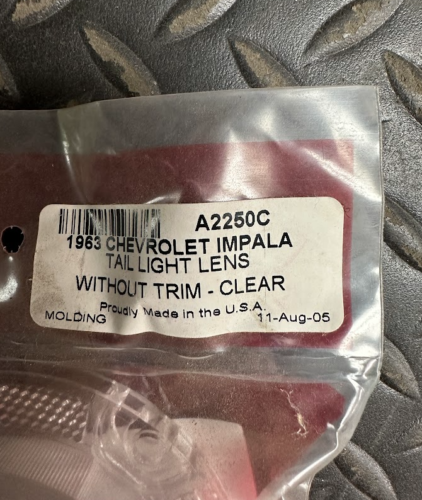 A2250C
1963 CHEVROLET IMPALA
TAIL LIGHT LENS
WITHOUT TRIM - CLEAR
Proudly Made in the U.S.A.
MOLDING 11-Aug-05